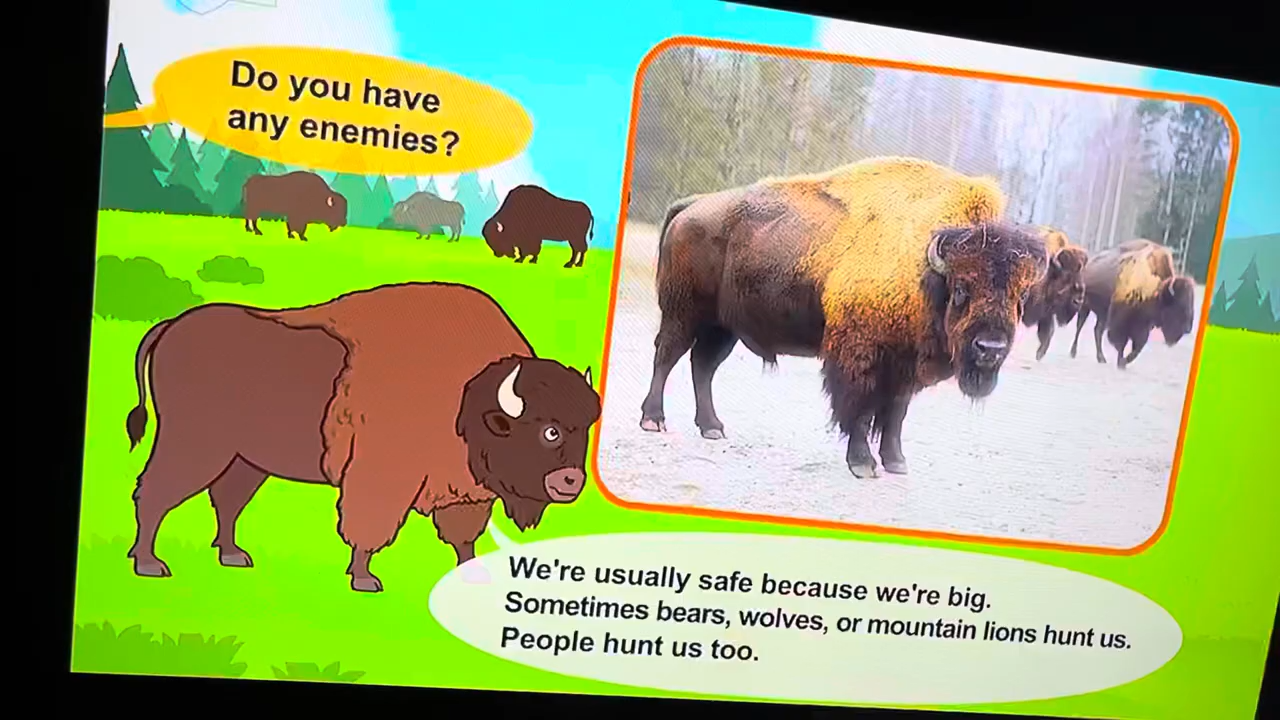 Do you have
any enemies?
We're usually safe because we're big.
Sometimes bears, wolves, or mountain lions hunt us.
People hunt us too.